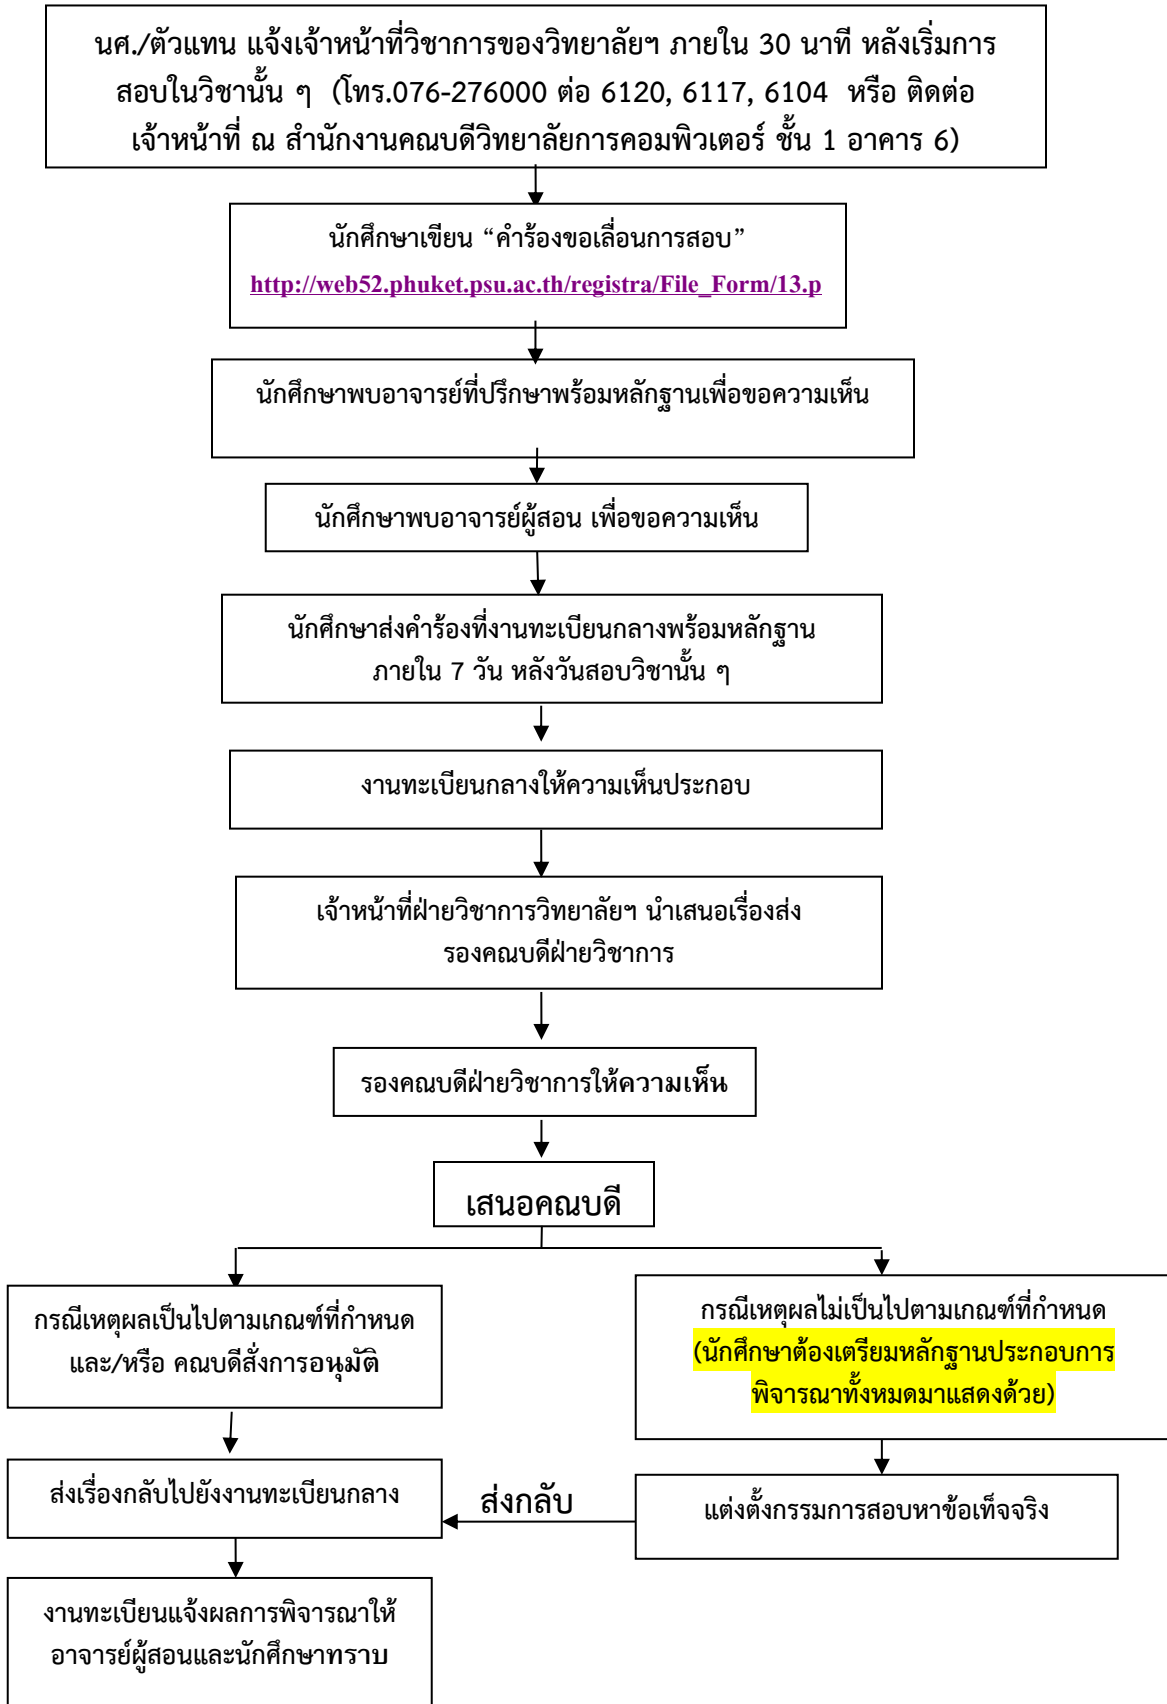 นศ./ตัวแทน แจ้งเจ้าหน้าที่วิชาการของวิทยาลัยฯ ภายใน 30 นาที หลังเริ่มการ
สอบในวิชานั้น ๆ (โทร.076-276000 ต่อ 6120, 6117, 6104 หรือ ติดต่อ
เจ้าหน้าที่ ณ สำนักงานคณบดีวิทยาลัยการคอมพิวเตอร์ ชั้น 1 อาคาร 6)
นักศึกษาเขียน “คำร้องขอเลื่อนการสอบ”
http://web52.phuket.psu.ac.th/registra/File_Form/13.p
นักศึกษาพบอาจารย์ที่ปรึกษาพร้อมหลักฐานเพื่อขอความเห็น
นักศึกษาพบอาจารย์ผู้สอน เพื่อขอความเห็น
นักศึกษาส่งคำร้องที่งานทะเบียนกลางพร้อมหลักฐาน
ภายใน 7 วัน หลังวันสอบวิชานั้น ๆ
งานทะเบียนกลางให้ความเห็นประกอบ
เจ้าหน้าที่ฝ่ายวิชาการวิทยาลัยฯ นำเสนอเรื่องส่ง
รองคณบดีฝ่ายวิชาการ
รองคณบดีฝ่ายวิชาการให้ความเห็น
เสนอคณบดี
กรณีเหตุผลเป็นไปตามเกณฑ์ที่กำหนด
และ/หรือ คณบดีสั่งการอนุมัติ
กรณีเหตุผลไม่เป็นไปตามเกณฑ์ที่กำหนด
(นักศึกษาต้องเตรียมหลักฐานประกอบการ
พิจารณาทั้งหมดมาแสดงด้วย)
ส่งเรื่องกลับไปยังงานทะเบียนกลาง
ส่งกลับ
แต่งตั้งกรรมการสอบหาข้อเท็จจริง
งานทะเบียนแจ้งผลการพิจารณาให้
อาจารย์ผู้สอนและนักศึกษาทราบ